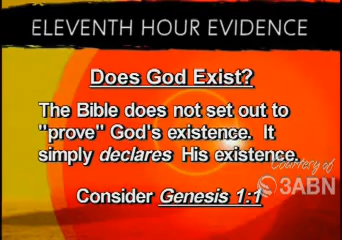 ELEVENTH HOUR EVIDENCE
Does God Exist?
The Bible does not set out to
"prove" God's existence.  It
simply declares His existence.
Courtesy of
3ABN
Consider Genesis 1:1